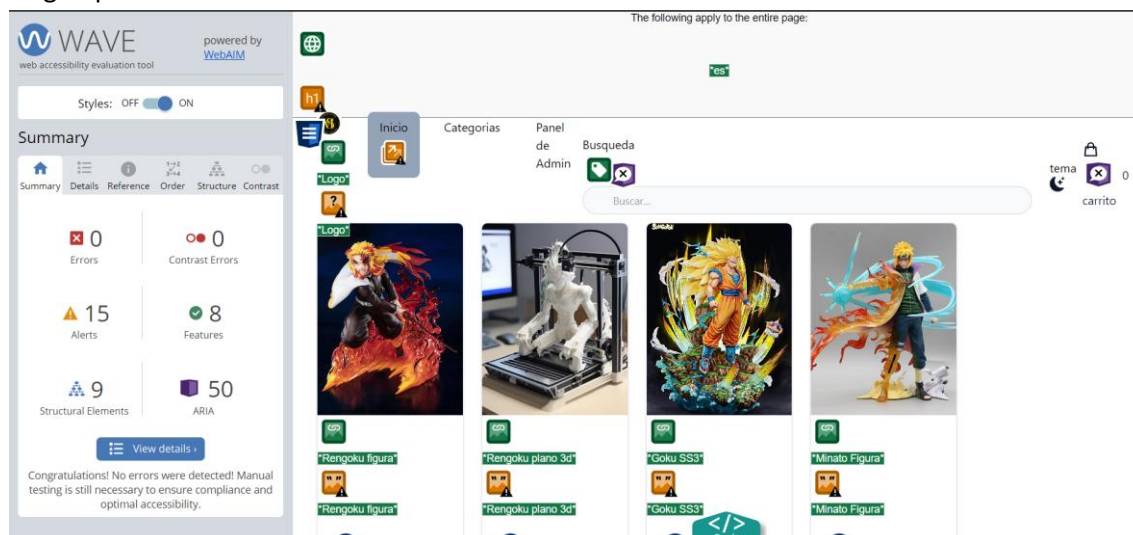 WAVE
powered by
WebAIM
web accessibility evaluation tool
Styles: OFF ON
Summary
Summary Details Reference Order Structure Contrast
0
Errors
0
Contrast Errors
15
Alerts
8
Features
9
Structural Elements
50
ARIA
View details ›
Congratulations! No errors were detected! Manual
testing is still necessary to ensure compliance and
optimal accessibility.
The following apply to the entire page:
*es*
h1
Inicio
Categorias
Panel
de
Admin
Busqueda
Buscar...
tema
0
carrito
*Logo*
?
*Logo*
*Rengoku figura*
*Rengoku plano 3d*
*Goku SS3*
*Minato Figura*
*Rengoku figura*
*Rengoku plano 3d*
*Goku SS3*
*Minato Figura*
</>